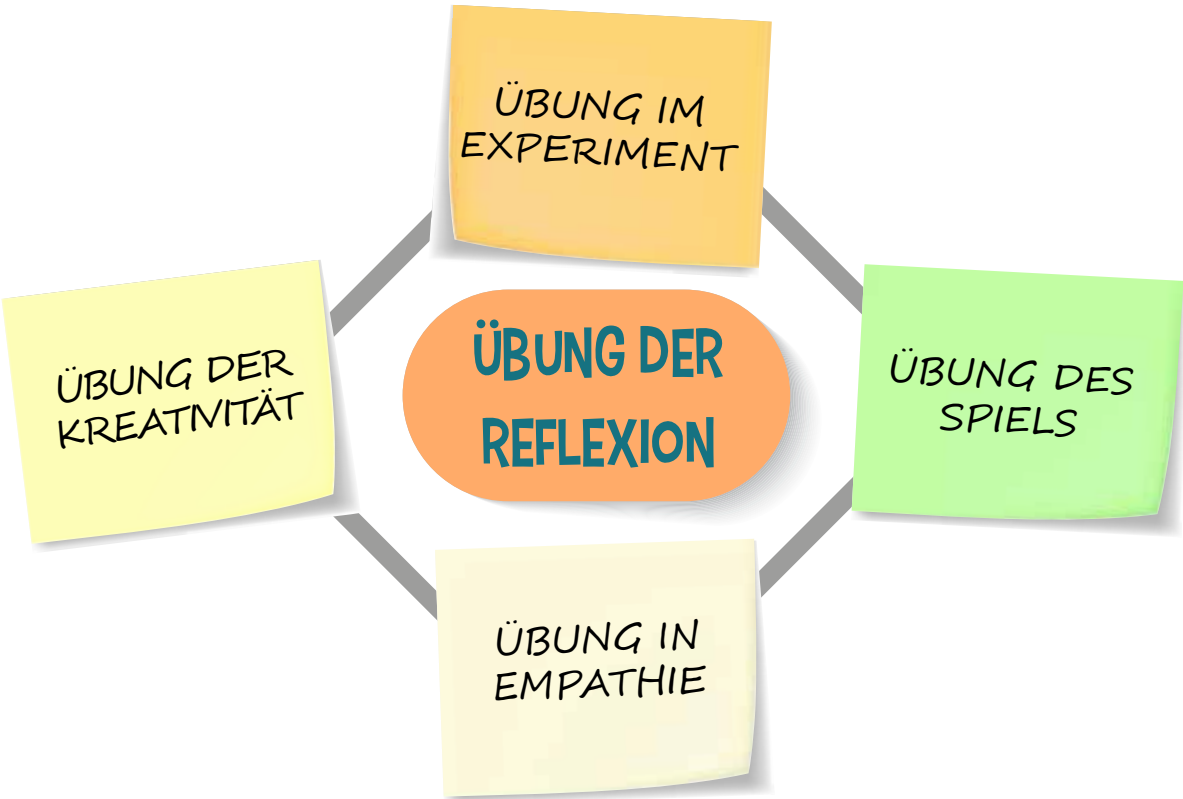 ÜBUNG IM
EXPERIMENT
ÜBUNG DER
KREATIVITÄT
ÜBUNG DER
REFLEXION
ÜBUNG DES
SPIELS
ÜBUNG IN
EMPATHIE